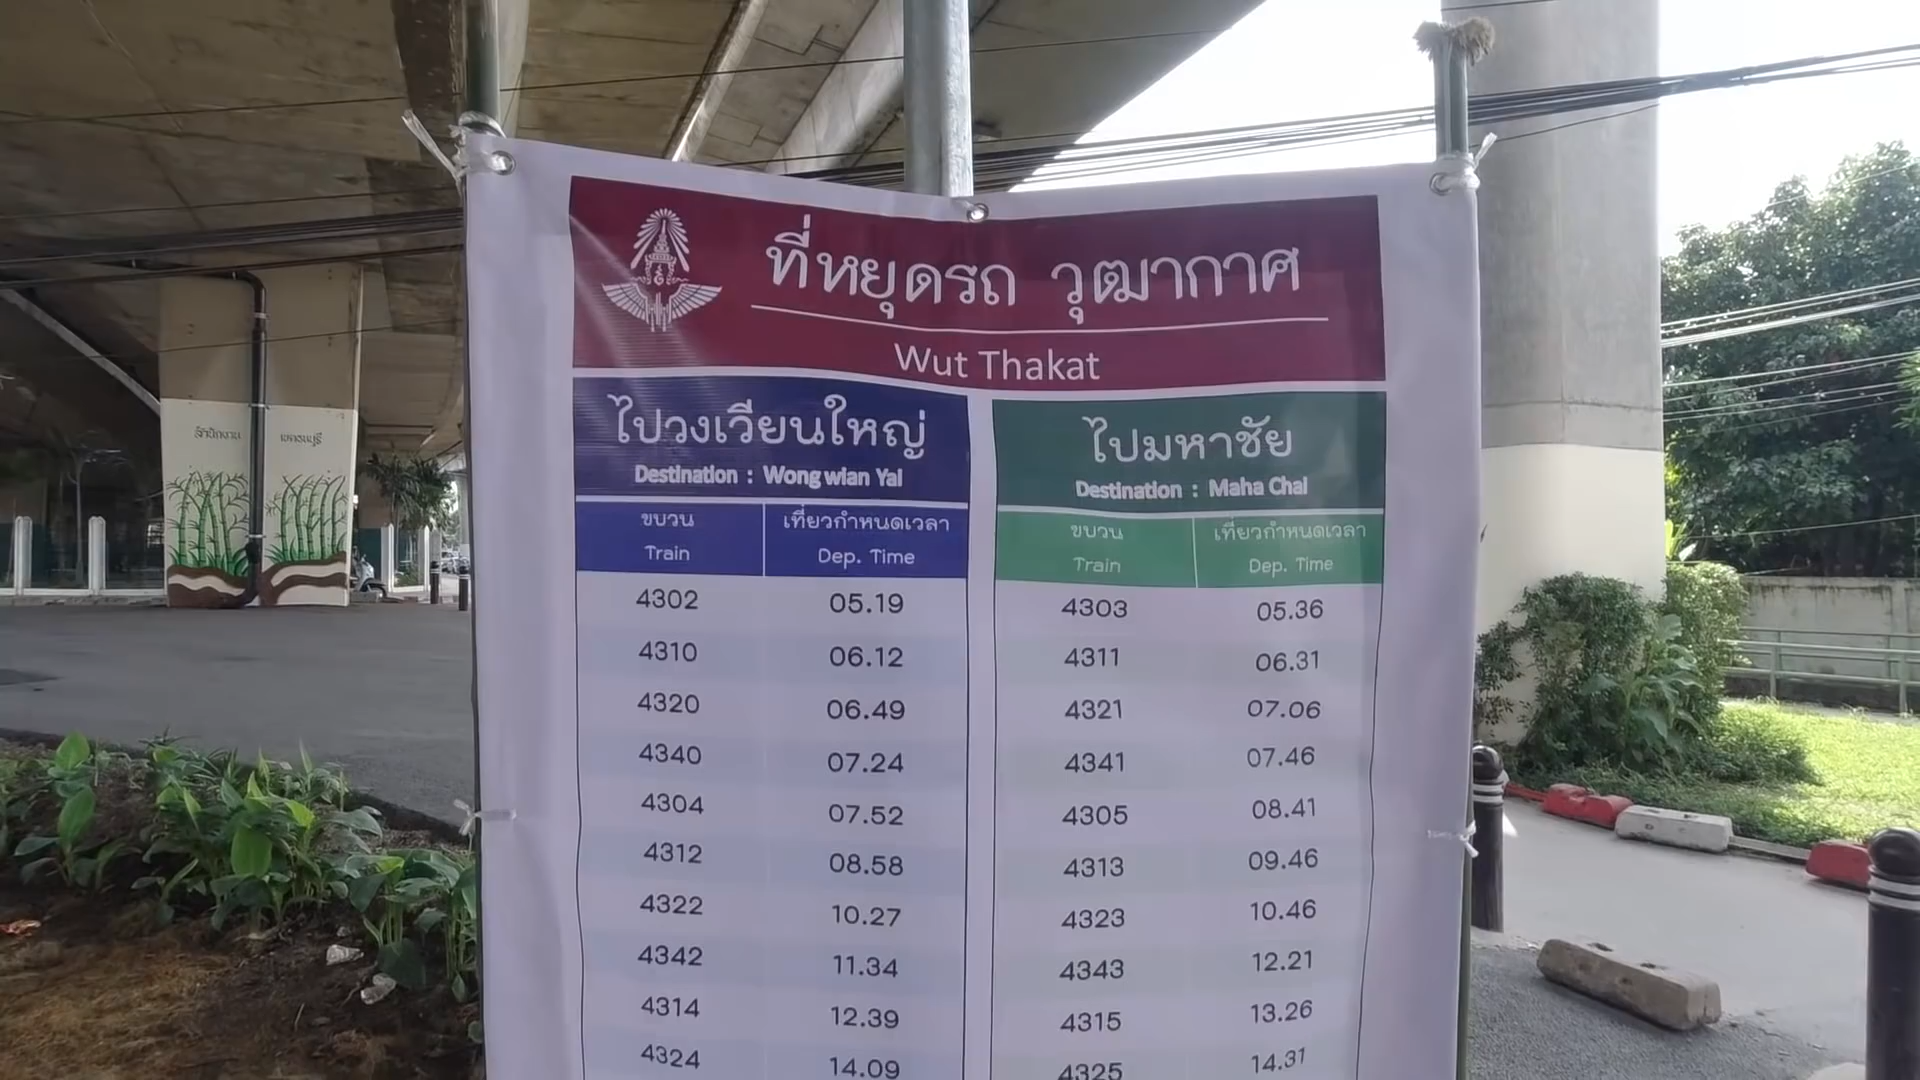 ที่หยุดรถ วุฒากาศ
Wut Thakat
ไปวงเวียนใหญ่
Destination : Wong wian Yai
ขบวน เที่ยวกำหนดเวลา
Train Dep. Time
4302 05.19
4310 06.12
4320 06.49
4340 07.24
4304 07.52
4312 08.58
4322 10.27
4342 11.34
4314 12.39
4324 14.09
ไปมหาชัย
Destination : Maha Chai
ขบวน เที่ยวกำหนดเวลา
Train Dep. Time
4303 05.36
4311 06.31
4321 07.06
4341 07.46
4305 08.41
4313 09.46
4323 10.46
4343 12.21
4315 13.26
4325 14.31
สำนักงาน